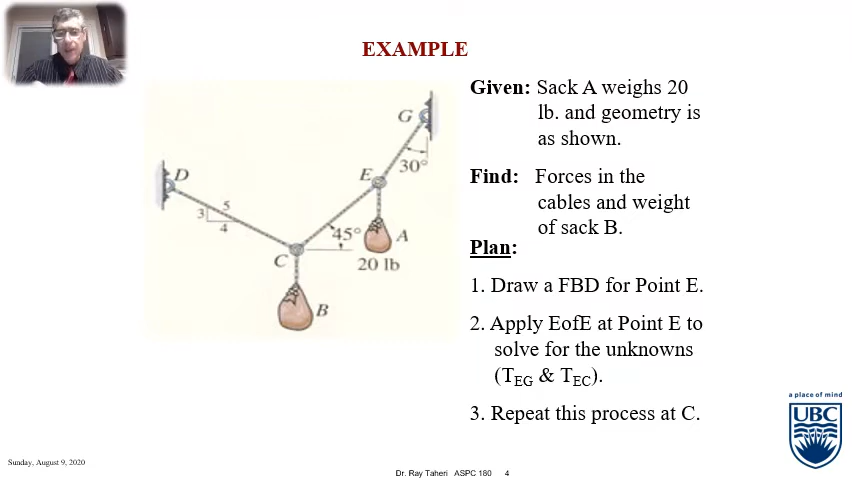 EXAMPLE
Given: Sack A weighs 20
lb. and geometry is
as shown.
Find: Forces in the
cables and weight
of sack B.
Plan:
1. Draw a FBD for Point E.
2. Apply EofE at Point E to
solve for the unknowns
(TEG & TEC).
3. Repeat this process at C.
G
30°
E
D
5
3
4
45°
A
C
20 lb
B
a place of mind
UBC
Sunday, August 9, 2020
Dr. Ray Taheri ASPC 180 4